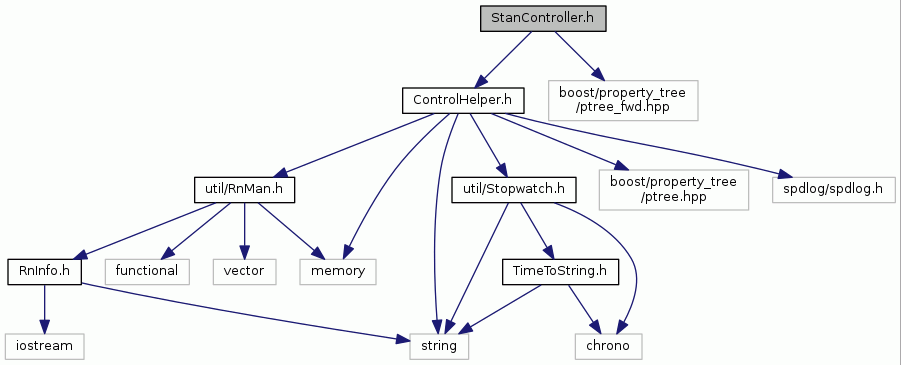 StanController.h
ControlHelper.h
boost/property_tree
/ptree_fwd.hpp
util/RnMan.h
util/Stopwatch.h
boost/property_tree
/ptree.hpp
spdlog/spdlog.h
RnInfo.h
functional
vector
memory
TimeToString.h
iostream
string
chrono